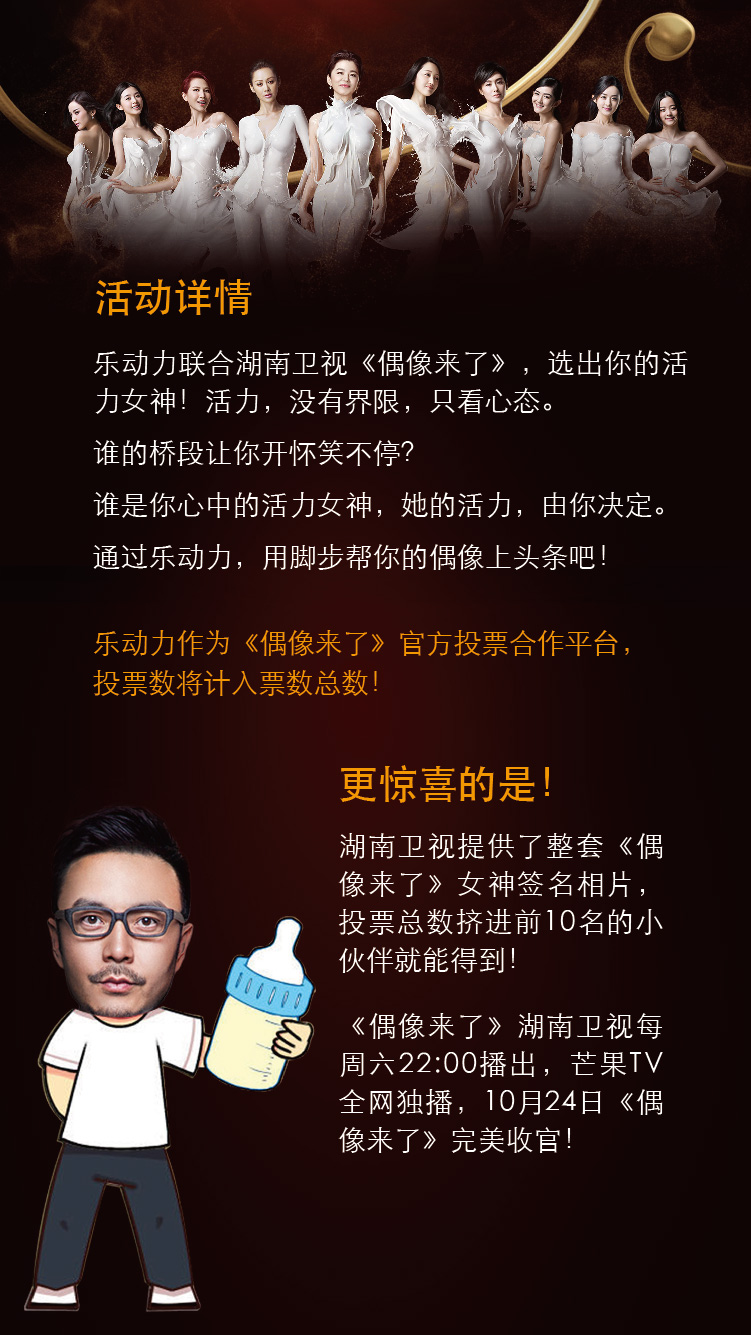 活动详情
乐动力联合湖南卫视《偶像来了》，选出你的活
力女神！活力，没有界限，只看心态。
谁的桥段让你开怀笑不停？
谁是你心中的活力女神，她的活力，由你决定。
通过乐动力，用脚步帮你的偶像上头条吧！
乐动力作为《偶像来了》官方投票合作平台，
投票数将计入票数总数！
更惊喜的是！
湖南卫视提供了整套《偶
像来了》女神签名相片，
投票总数挤进前10名的小
伙伴就能得到！
《偶像来了》湖南卫视每
周六22:00播出，芒果TV
全网独播，10月24日《偶
像来了》完美收官！